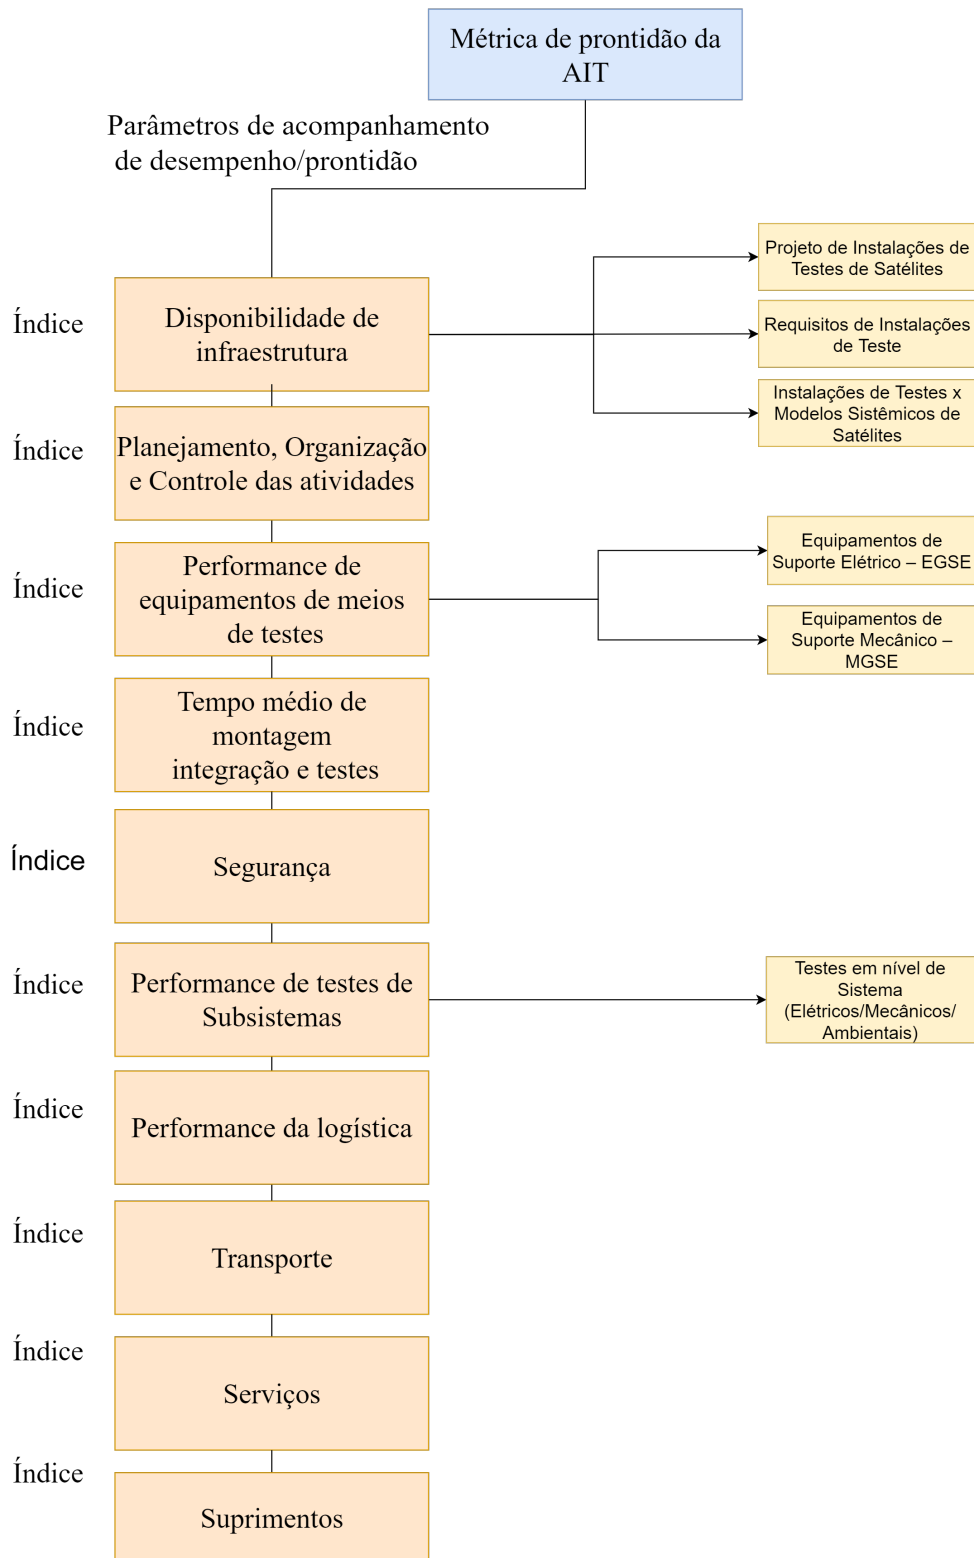 Métrica de prontidão da
AIT
Parâmetros de acompanhamento
de desempenho/prontidão
Índice
Disponibilidade de
infraestrutura
Projeto de Instalações de
Testes de Satélites
Requisitos de Instalações
de Teste
Instalações de Testes x
Modelos Sistêmicos de
Satélites
Índice
Planejamento, Organização
e Controle das atividades
Índice
Performance de
equipamentos de meios
de testes
Equipamentos de
Suporte Elétrico – EGSE
Equipamentos de
Suporte Mecânico –
MGSE
Índice
Tempo médio de
montagem
integração e testes
Índice
Segurança
Índice
Performance de testes de
Subsistemas
Testes em nível de
Sistema
(Elétricos/Mecânicos/
Ambientais)
Índice
Performance da logística
Índice
Transporte
Índice
Serviços
Índice
Suprimentos